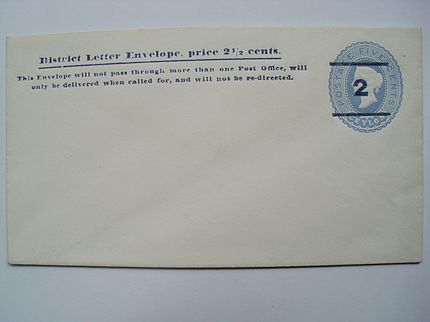 District Letter Envelope, price 2½ cents.
This Envelope will not pass through more than one Post Office, will
only be delivered when called for, and will not be re-directed.
POSTAGE FIVE CENTS
2